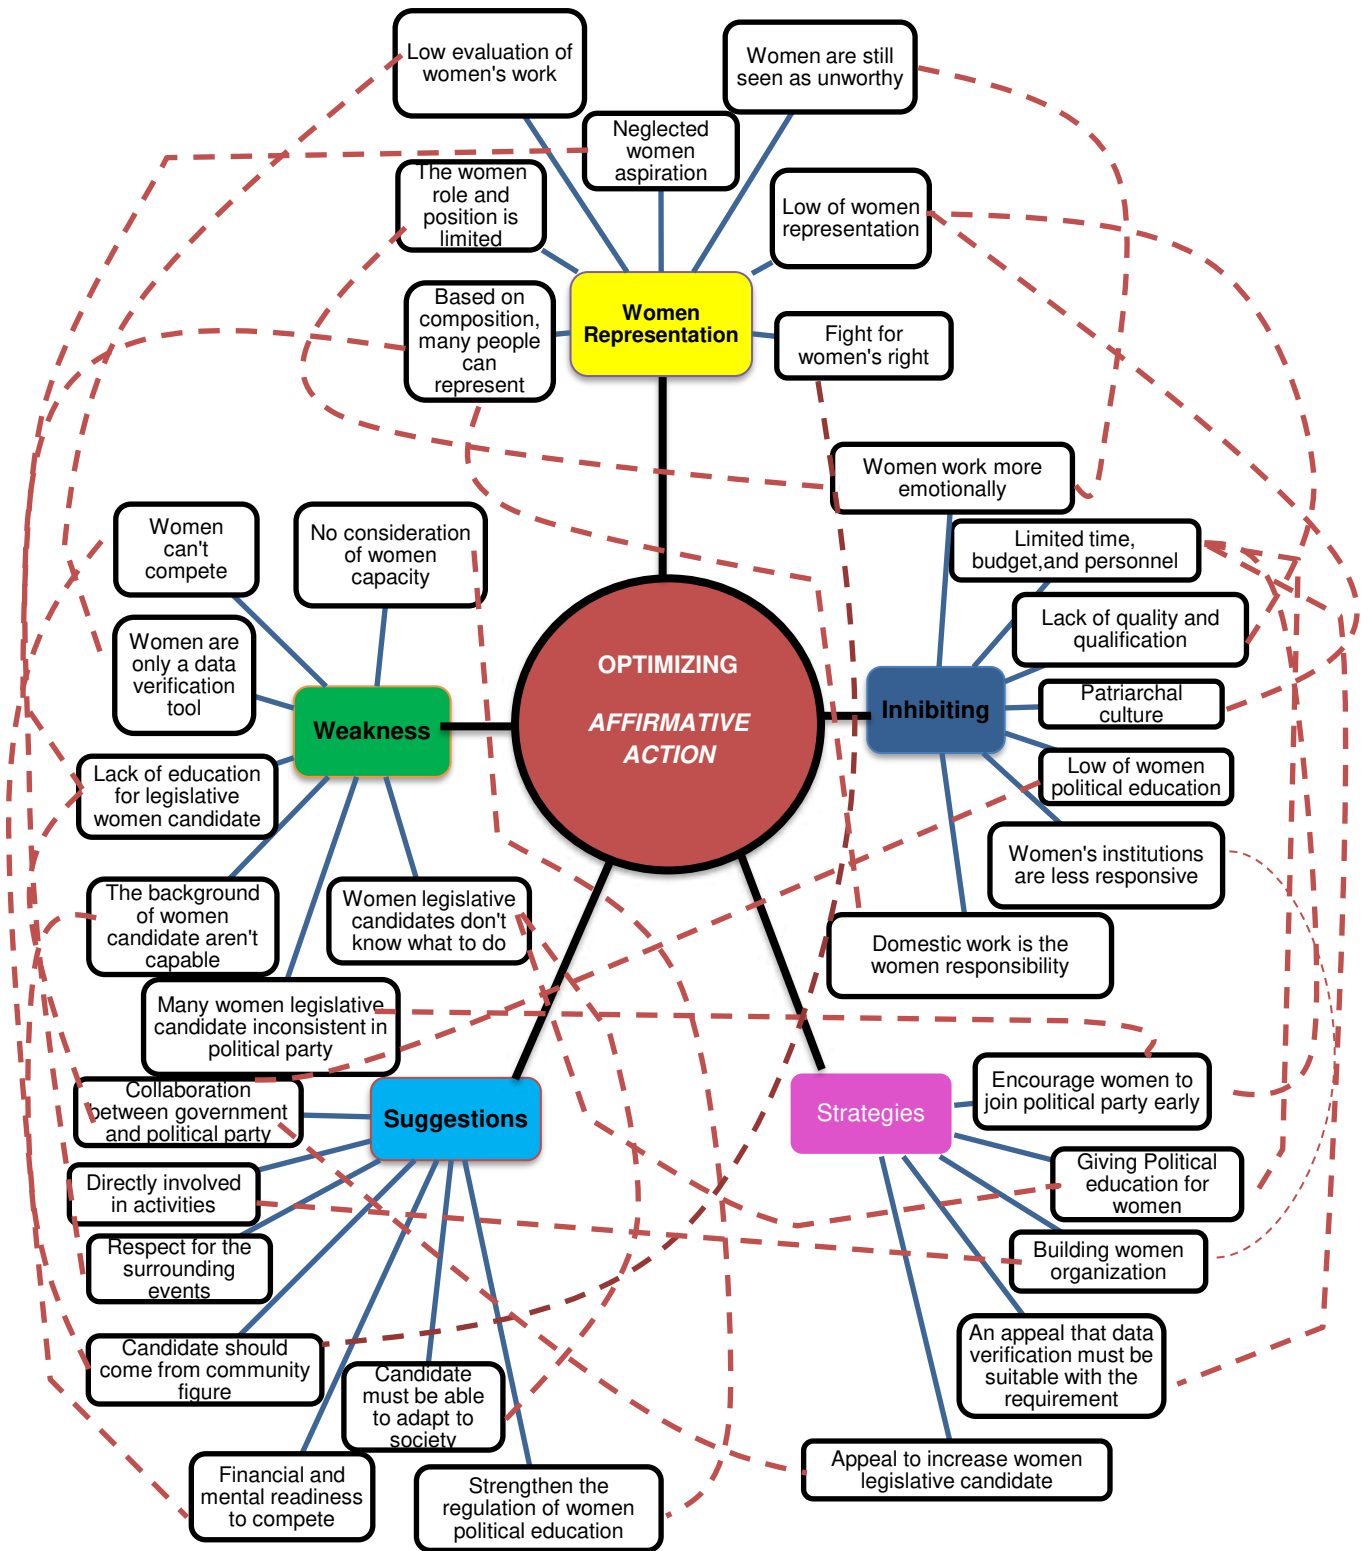 Low evaluation of
women's work
Women are still
seen as unworthy
Neglected
women
aspiration
The women
role and
position is
limited
Low of women
representation
Based on
composition,
many people
can
represent
Women
Representation
Fight for
women's right
Women work more
emotionally
Women
can't
compete
No consideration
of women
capacity
Limited time,
budget,and personnel
Lack of quality and
qualification
Women are
only a data
verification
tool
OPTIMIZING
AFFIRMATIVE
ACTION
Weakness
Inhibiting
Patriarchal
culture
Low of women
political education
Lack of education
for legislative
women candidate
Women's institutions
are less responsive
The background
of women
candidate aren't
capable
Women legislative
candidates don't
know what to do
Domestic work is the
women responsibility
Many women legislative
candidate inconsistent in
political party
Collaboration
between government
and political party
Suggestions
Strategies
Encourage women to
join political party early
Directly involved
in activities
Giving Political
education for
women
Respect for the
surrounding
events
Building women
organization
Candidate should
come from community
figure
An appeal that data
verification must be
suitable with the
requirement
Candidate
must be able
to adapt to
society
Financial and
mental readiness
to compete
Strengthen the
regulation of women
political education
Appeal to increase women
legislative candidate